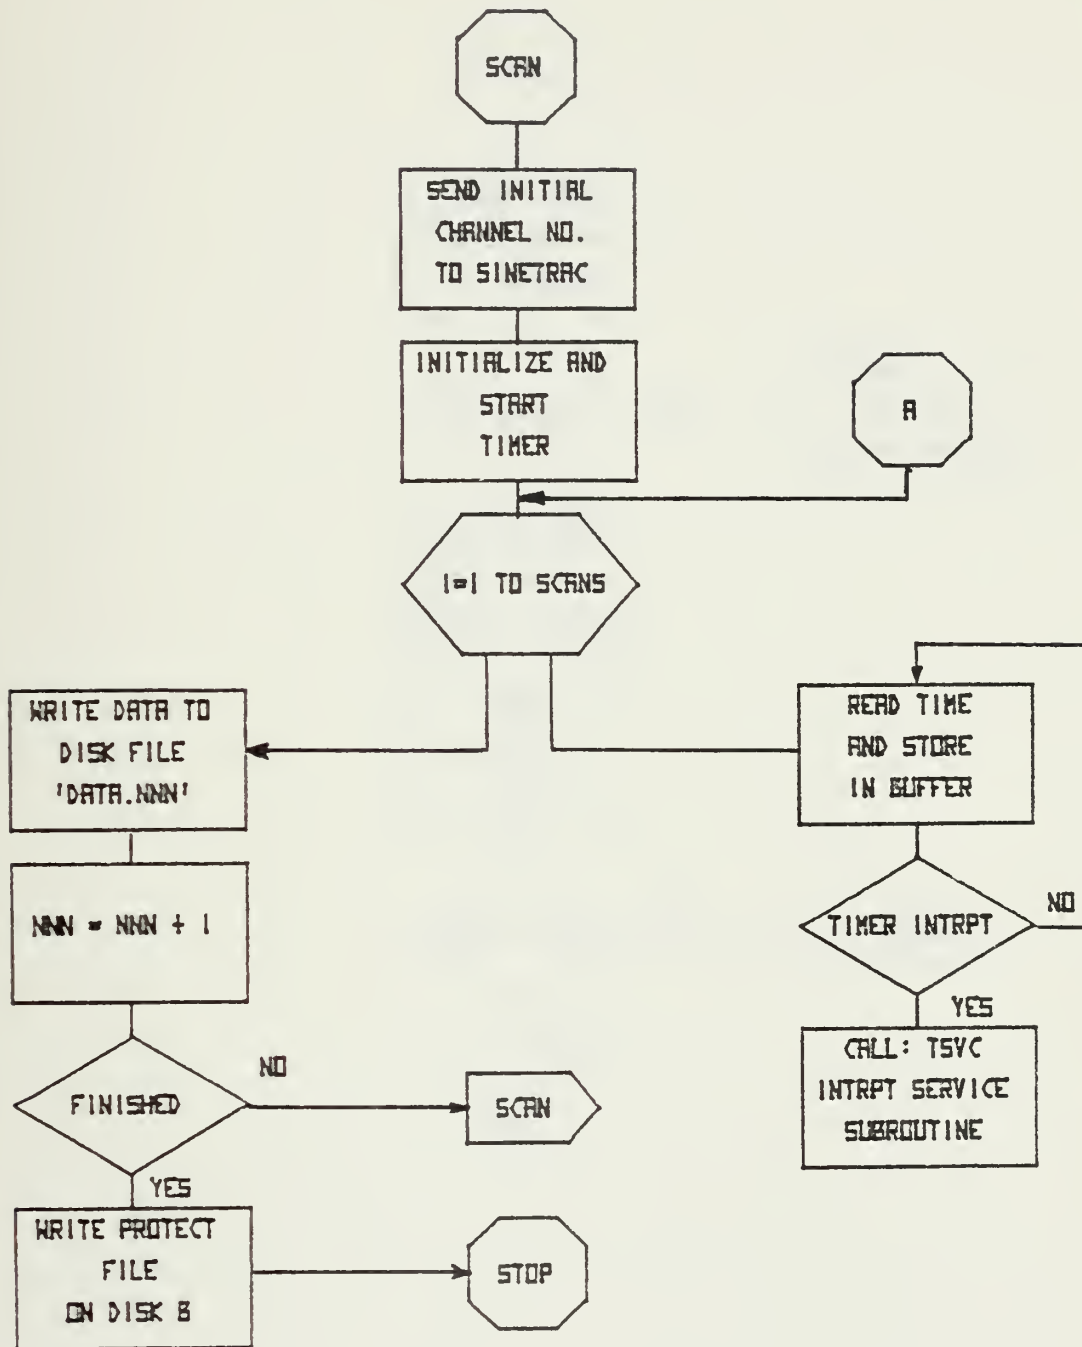 SCAN
SEND INITIAL
CHANNEL NO.
TO SINETRAC
INITIALIZE AND
START
TIMER
A
I=1 TO SCANS
WRITE DATA TO
DISK FILE
'DATA.NNN'
READ TIME
AND STORE
IN BUFFER
NNN = NNN + 1
TIMER INTRPT
NO
YES
FINISHED
NO
SCAN
CALL: TSVC
INTRPT SERVICE
SUBROUTINE
YES
WRITE PROTECT
FILE
ON DISK B
STOP